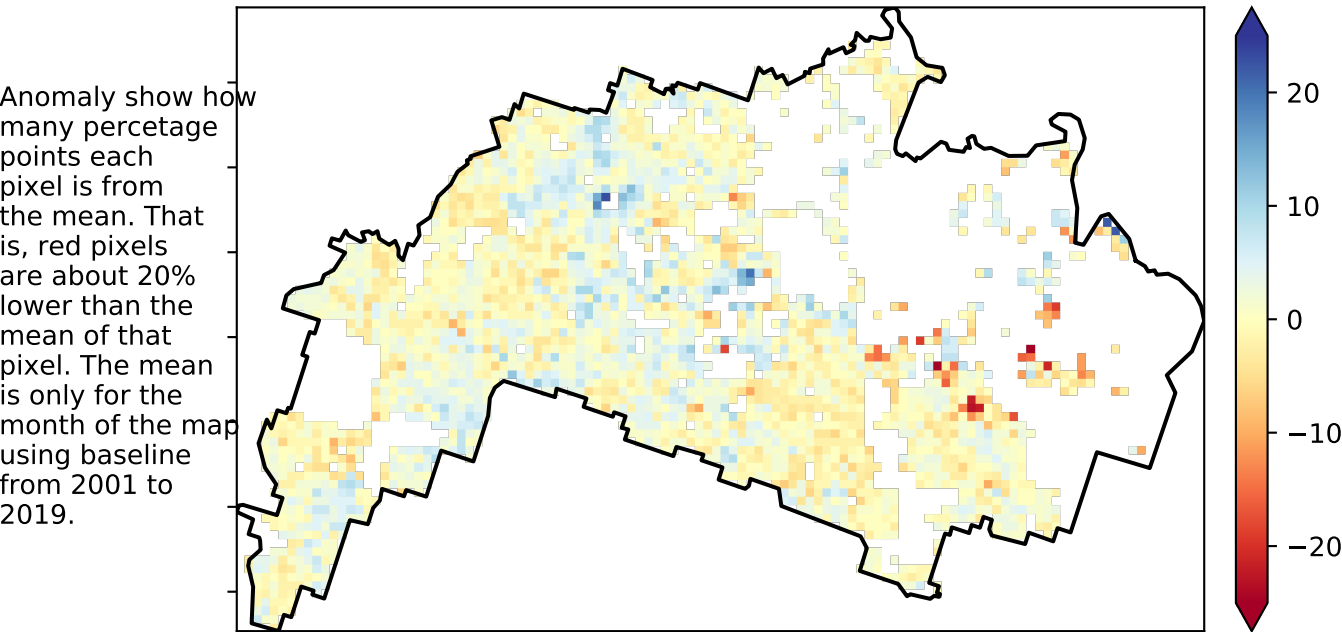 Anomaly show how
many percetage
points each
pixel is from
the mean. That
is, red pixels
are about 20%
lower than the
mean of that
pixel. The mean
is only for the
month of the map
using baseline
from 2001 to
2019.
20
10
0
−10
−20